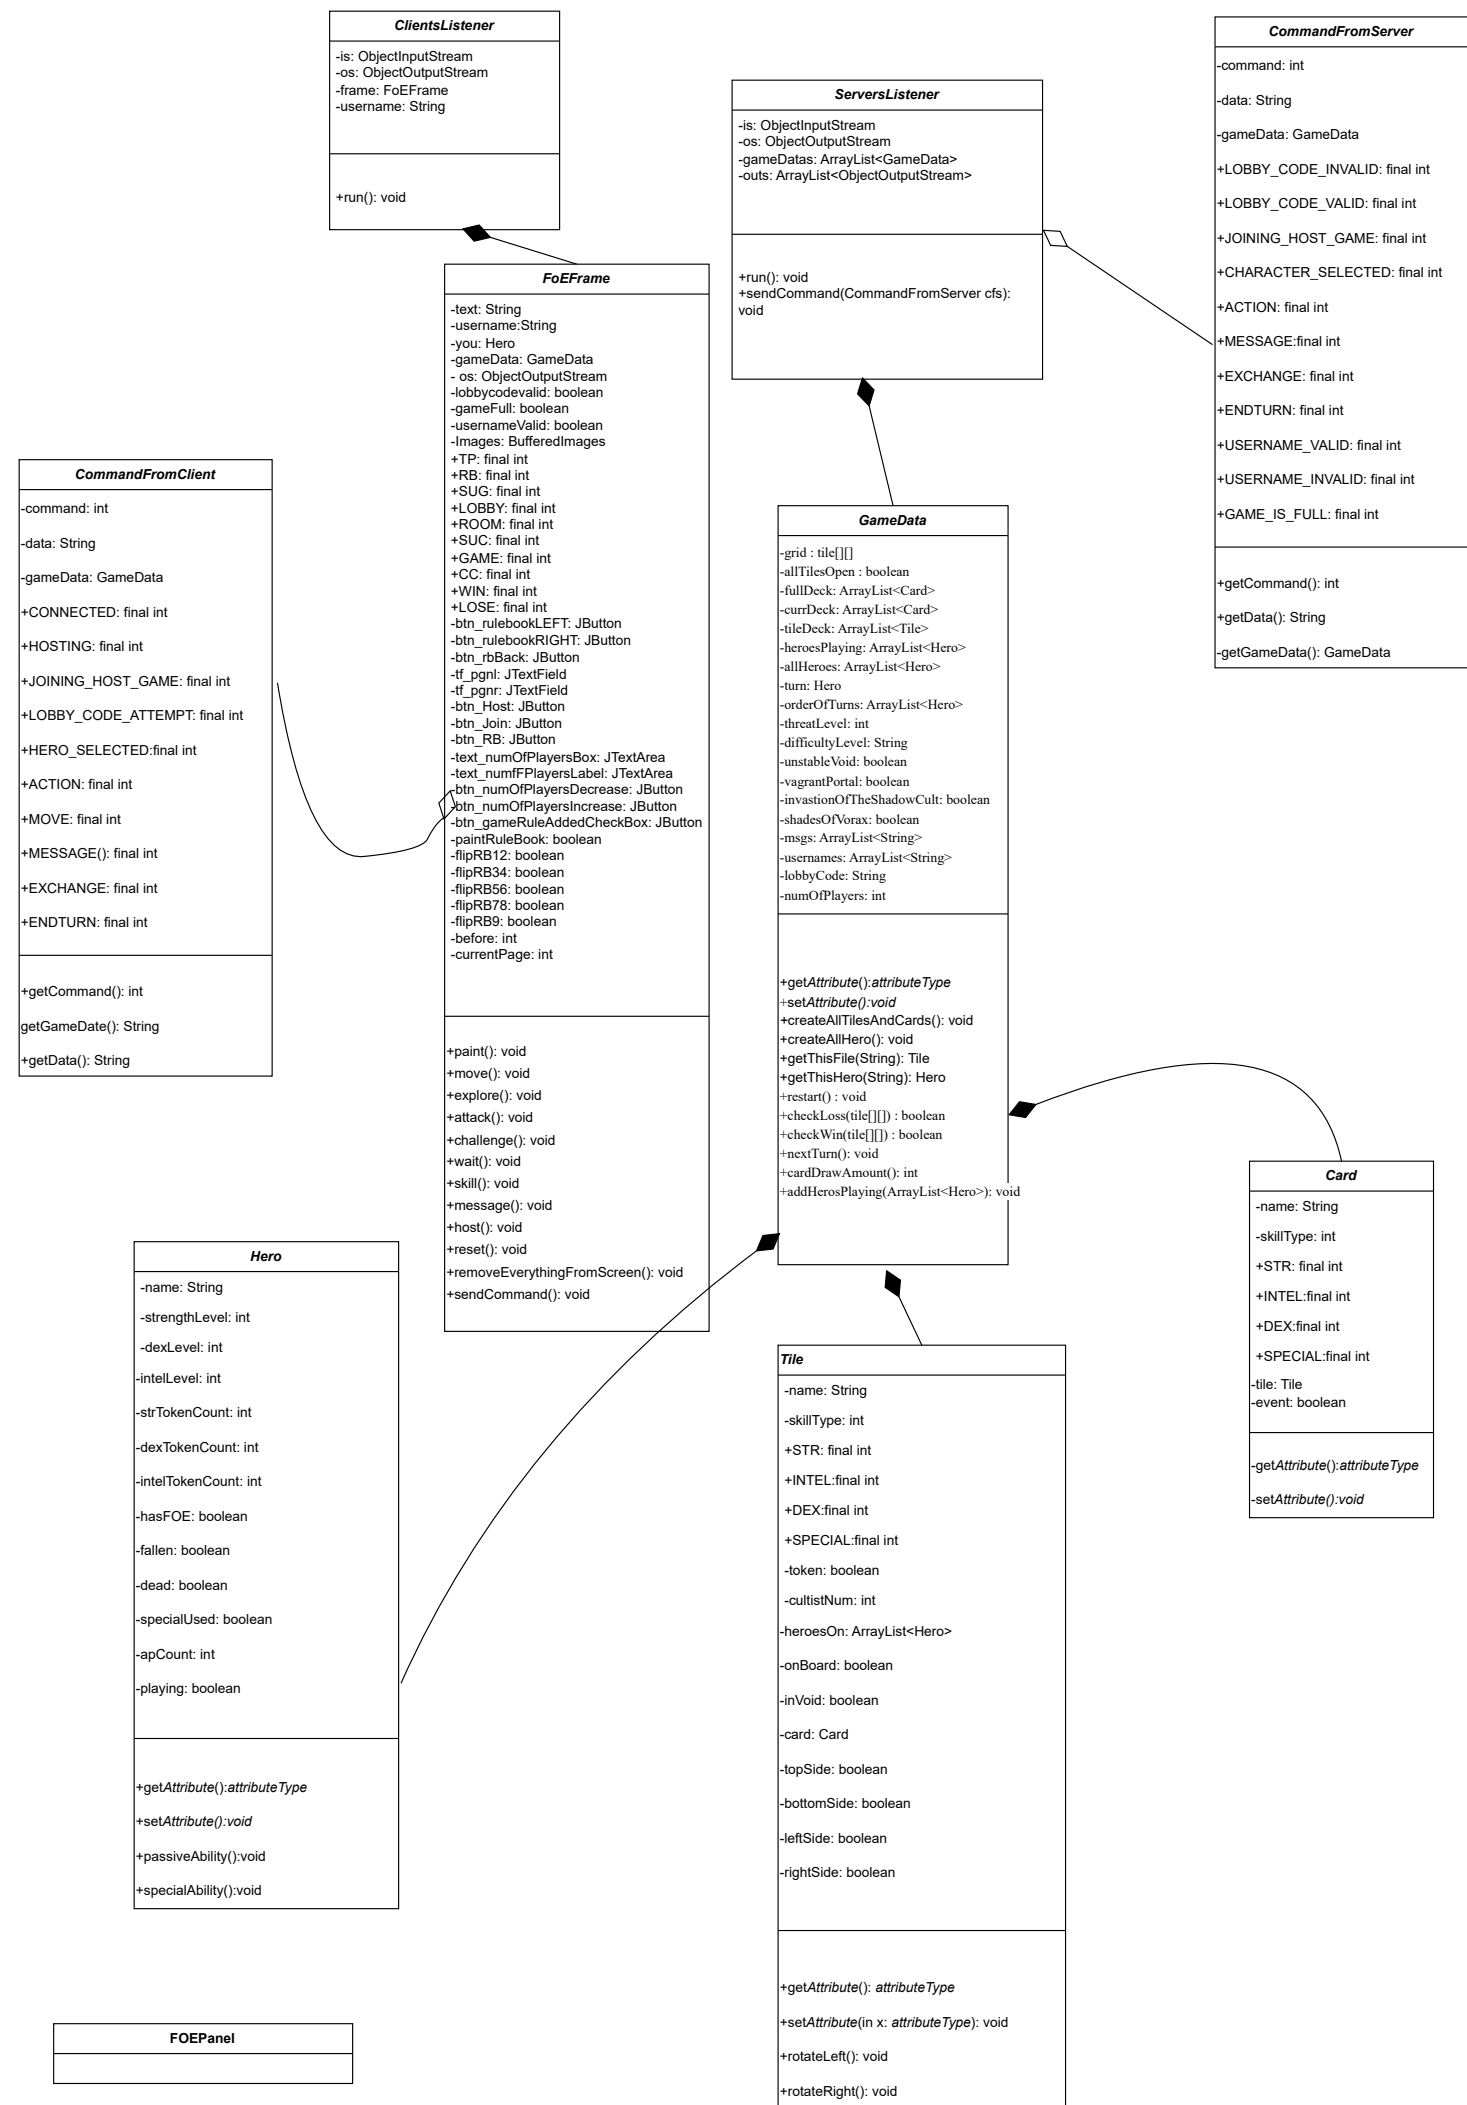 ClientsListener
-is: ObjectInputStream
-os: ObjectOutputStream
-frame: FoEFrame
-username: String
+run(): void
ServersListener
-is: ObjectInputStream
-os: ObjectOutputStream
-gameDatas: ArrayList<GameData>
-outs: ArrayList<ObjectOutputStream>
+run(): void
+sendCommand(CommandFromServer cfs):
void
CommandFromServer
-command: int
-data: String
-gameData: GameData
+LOBBY_CODE_INVALID: final int
+LOBBY_CODE_VALID: final int
+JOINING_HOST_GAME: final int
+CHARACTER_SELECTED: final int
+ACTION: final int
+MESSAGE:final int
+EXCHANGE: final int
+ENDTURN: final int
+USERNAME_VALID: final int
+USERNAME_INVALID: final int
+GAME_IS_FULL: final int
+getCommand(): int
+getData(): String
-getGameData(): GameData
FoEFrame
-text: String
-username:String
-you: Hero
-gameData: GameData
- os: ObjectOutputStream
-lobbycodevalid: boolean
-gameFull: boolean
-usernameValid: boolean
-Images: BufferedImages
+TP: final int
+RB: final int
+SUG: final int
+LOBBY: final int
+ROOM: final int
+SUC: final int
+GAME: final int
+CC: final int
+WIN: final int
+LOSE: final int
-btn_rulebookLEFT: JButton
-btn_rulebookRIGHT: JButton
-btn_rbBack: JButton
-tf_pgnl: JTextField
-tf_pgnr: JTextField
-btn_Host: JButton
-btn_Join: JButton
-btn_RB: JButton
-text_numOfPlayersBox: JTextArea
-text_numfFPlayersLabel: JTextArea
-btn_numOfPlayersDecrease: JButton
-btn_numOfPlayersIncrease: JButton
-btn_gameRuleAddedCheckBox: JButton
-paintRuleBook: boolean
-flipRB12: boolean
-flipRB34: boolean
-flipRB56: boolean
-flipRB78: boolean
-flipRB9: boolean
-before: int
-currentPage: int
+paint(): void
+move(): void
+explore(): void
+attack(): void
+challenge(): void
+wait(): void
+skill(): void
+message(): void
+host(): void
+reset(): void
+removeEverythingFromScreen(): void
+sendCommand(): void
CommandFromClient
-command: int
-data: String
-gameData: GameData
+CONNECTED: final int
+HOSTING: final int
+JOINING_HOST_GAME: final int
+LOBBY_CODE_ATTEMPT: final int
+HERO_SELECTED:final int
+ACTION: final int
+MOVE: final int
+MESSAGE(): final int
+EXCHANGE: final int
+ENDTURN: final int
+getCommand(): int
getGameDate(): String
+getData(): String
GameData
-grid : tile[][]
-allTilesOpen : boolean
-fullDeck: ArrayList<Card>
-currDeck: ArrayList<Card>
-tileDeck: ArrayList<Tile>
-heroesPlaying: ArrayList<Hero>
-allHeroes: ArrayList<Hero>
-turn: Hero
-orderOfTurns: ArrayList<Hero>
-threatLevel: int
-difficultyLevel: String
-unstableVoid: boolean
-vagrantPortal: boolean
-invastionOfTheShadowCult: boolean
-shadesOfVorax: boolean
-msgs: ArrayList<String>
-usernames: ArrayList<String>
-lobbyCode: String
-numOfPlayers: int
+getAttribute():attributeType
+setAttribute():void
+createAllTilesAndCards(): void
+createAllHero(): void
+getThisFile(String): Tile
+getThisHero(String): Hero
+restart() : void
+checkLoss(tile[][]) : boolean
+checkWin(tile[][]) : boolean
+nextTurn(): void
+cardDrawAmount(): int
+addHerosPlaying(ArrayList<Hero>): void
Card
-name: String
-skillType: int
+STR: final int
+INTEL:final int
+DEX:final int
+SPECIAL:final int
-tile: Tile
-event: boolean
-getAttribute():attributeType
-setAttribute():void
Hero
-name: String
-strengthLevel: int
-dexLevel: int
-intelLevel: int
-strTokenCount: int
-dexTokenCount: int
-intelTokenCount: int
-hasFOE: boolean
-fallen: boolean
-dead: boolean
-specialUsed: boolean
-apCount: int
-playing: boolean
+getAttribute():attributeType
+setAttribute():void
+passiveAbility():void
+specialAbility():void
Tile
-name: String
-skillType: int
+STR: final int
+INTEL:final int
+DEX:final int
+SPECIAL:final int
-token: boolean
-cultistNum: int
-heroesOn: ArrayList<Hero>
-onBoard: boolean
-inVoid: boolean
-card: Card
-topSide: boolean
-bottomSide: boolean
-leftSide: boolean
-rightSide: boolean
+getAttribute(): attributeType
+setAttribute(in x: attributeType): void
+rotateLeft(): void
+rotateRight(): void
FOEPanel